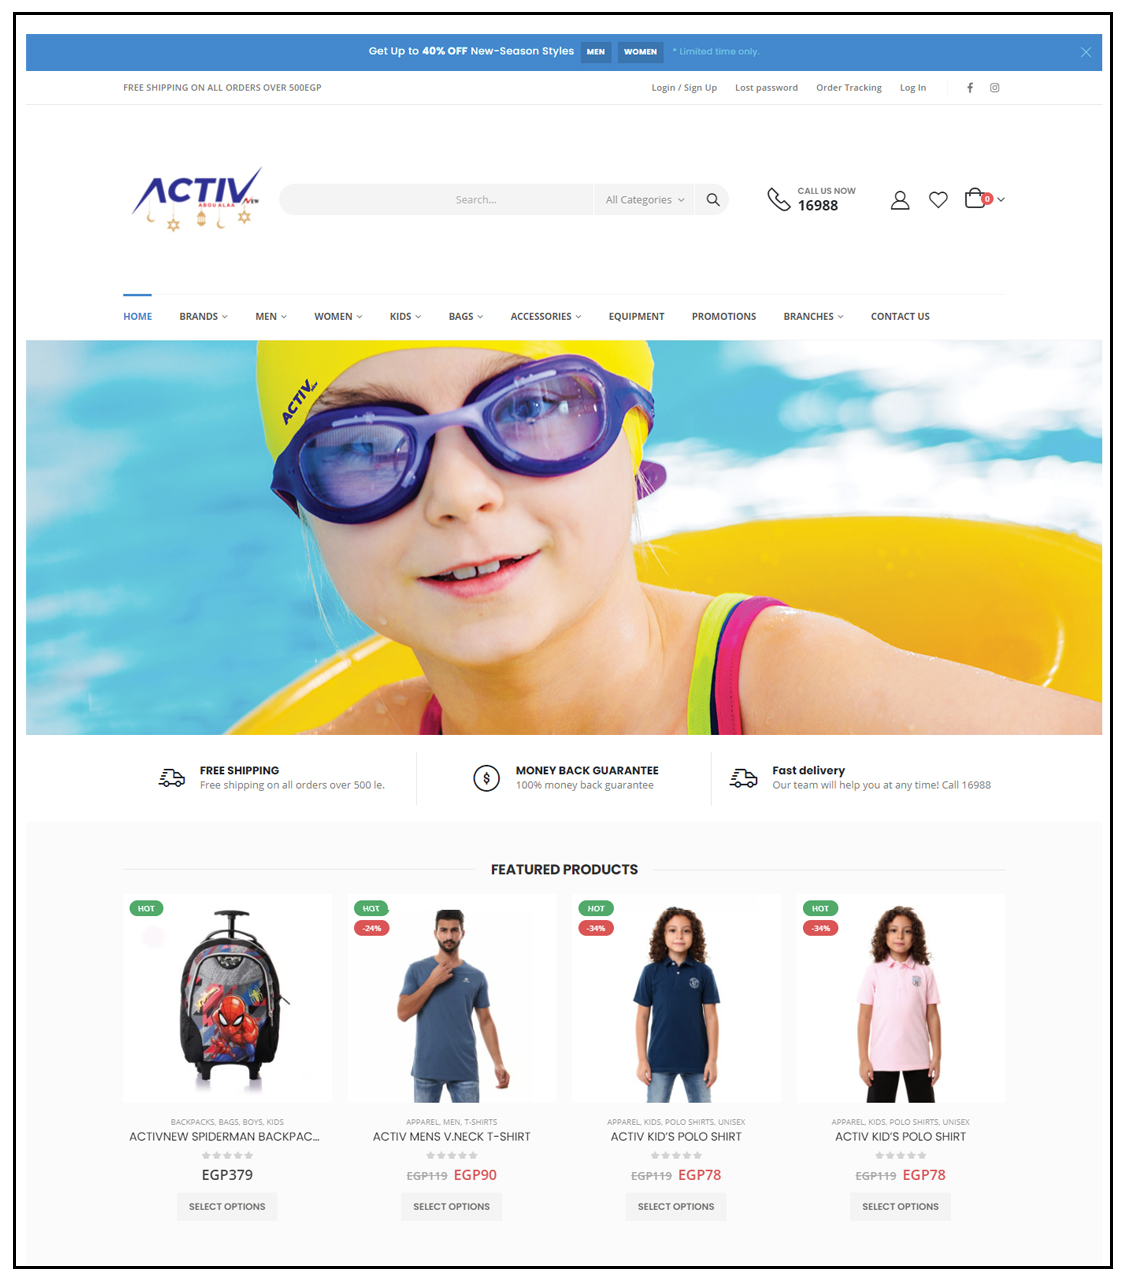 Get Up to 40% OFF New-Season Styles MEN WOMEN * Limited time only.
FREE SHIPPING ON ALL ORDERS OVER 500EGP
Login / Sign Up Lost password Order Tracking Log In
ACTIV
ABOU ALAA
NEW
Search...
All Categories
CALL US NOW
16988
0
HOME BRANDS MEN WOMEN KIDS BAGS ACCESSORIES EQUIPMENT PROMOTIONS BRANCHES CONTACT US
ACTIV
FREE SHIPPING
Free shipping on all orders over 500 le.
MONEY BACK GUARANTEE
100% money back guarantee
Fast delivery
Our team will help you at any time! Call 16988
FEATURED PRODUCTS
HOT
BACKPACKS, BAGS, BOYS, KIDS
ACTIVNEW SPIDERMAN BACKPAC...
EGP379
SELECT OPTIONS
HOT
-24%
APPAREL, MEN, T-SHIRTS
ACTIV MENS V.NECK T-SHIRT
EGP119 EGP90
SELECT OPTIONS
HOT
-34%
APPAREL, KIDS, POLO SHIRTS, UNISEX
ACTIV KID'S POLO SHIRT
EGP119 EGP78
SELECT OPTIONS
HOT
-34%
APPAREL, KIDS, POLO SHIRTS, UNISEX
ACTIV KID'S POLO SHIRT
EGP119 EGP78
SELECT OPTIONS